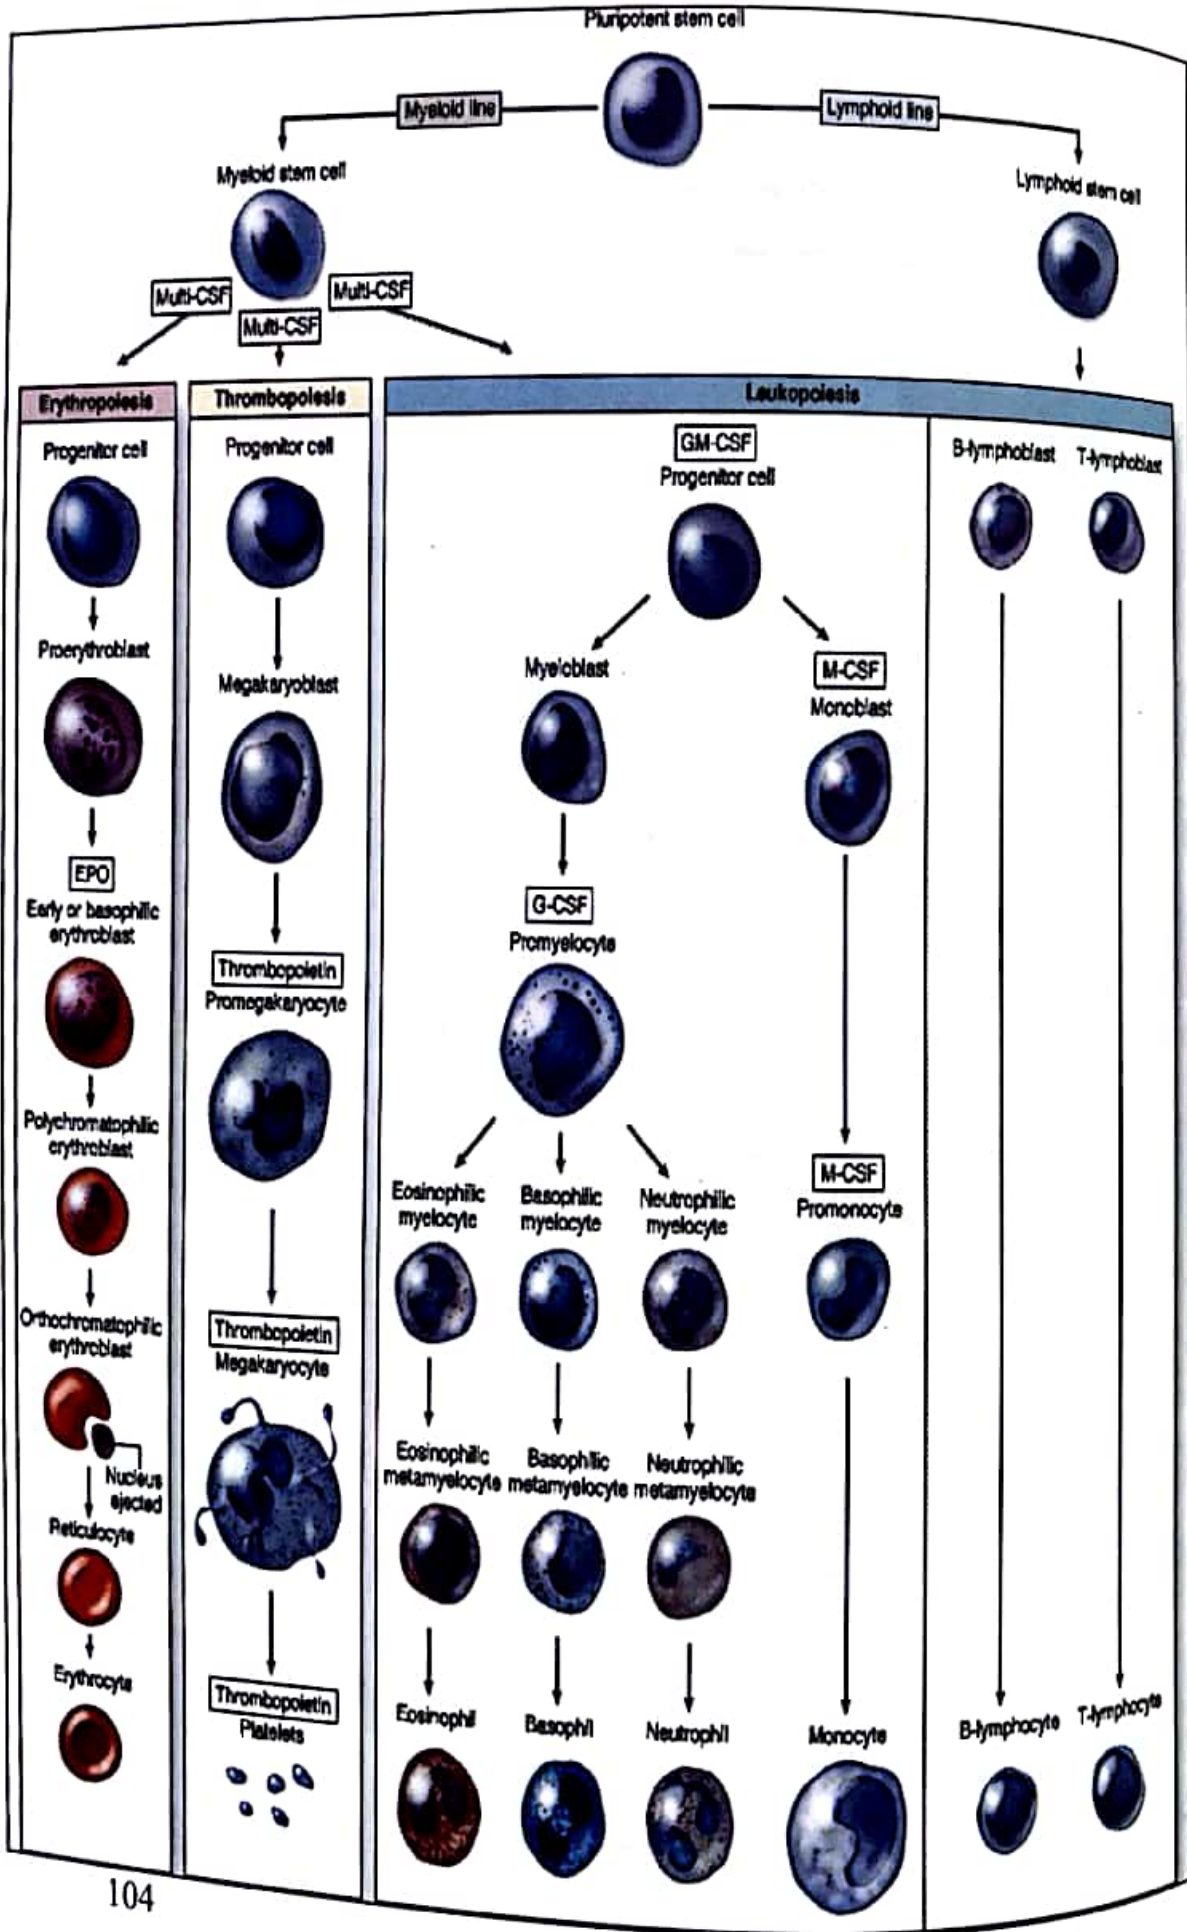 Pluripotent stem cell
Myeloid line
Lymphoid line
Myeloid stem cell
Lymphoid stem cell
Multi-CSF
Multi-CSF
Multi-CSF
Erythropoiesis
Progenitor cell
Proerythroblast
EPO
Early or basophilic
erythroblast
Polychromatophilic
erythroblast
Orthochromatophilic
erythroblast
Nucleus
ejected
Reticulocyte
Erythrocyte
Thrombopoiesis
Progenitor cell
Megakaryoblast
Thrombopoietin
Promegakaryocyte
Thrombopoietin
Megakaryocyte
Thrombopoietin
Platelets
Leukopoiesis
GM-CSF
Progenitor cell
Myeloblast
M-CSF
Monoblast
G-CSF
Promyelocyte
Eosinophilic
myelocyte
Basophilic
myelocyte
Neutrophilic
myelocyte
M-CSF
Promonocyte
Eosinophilic
metamyelocyte
Basophilic
metamyelocyte
Neutrophilic
metamyelocyte
Eosinophil
Basophil
Neutrophil
Monocyte
B-lymphoblast
T-lymphoblast
B-lymphocyte
T-lymphocyte
104